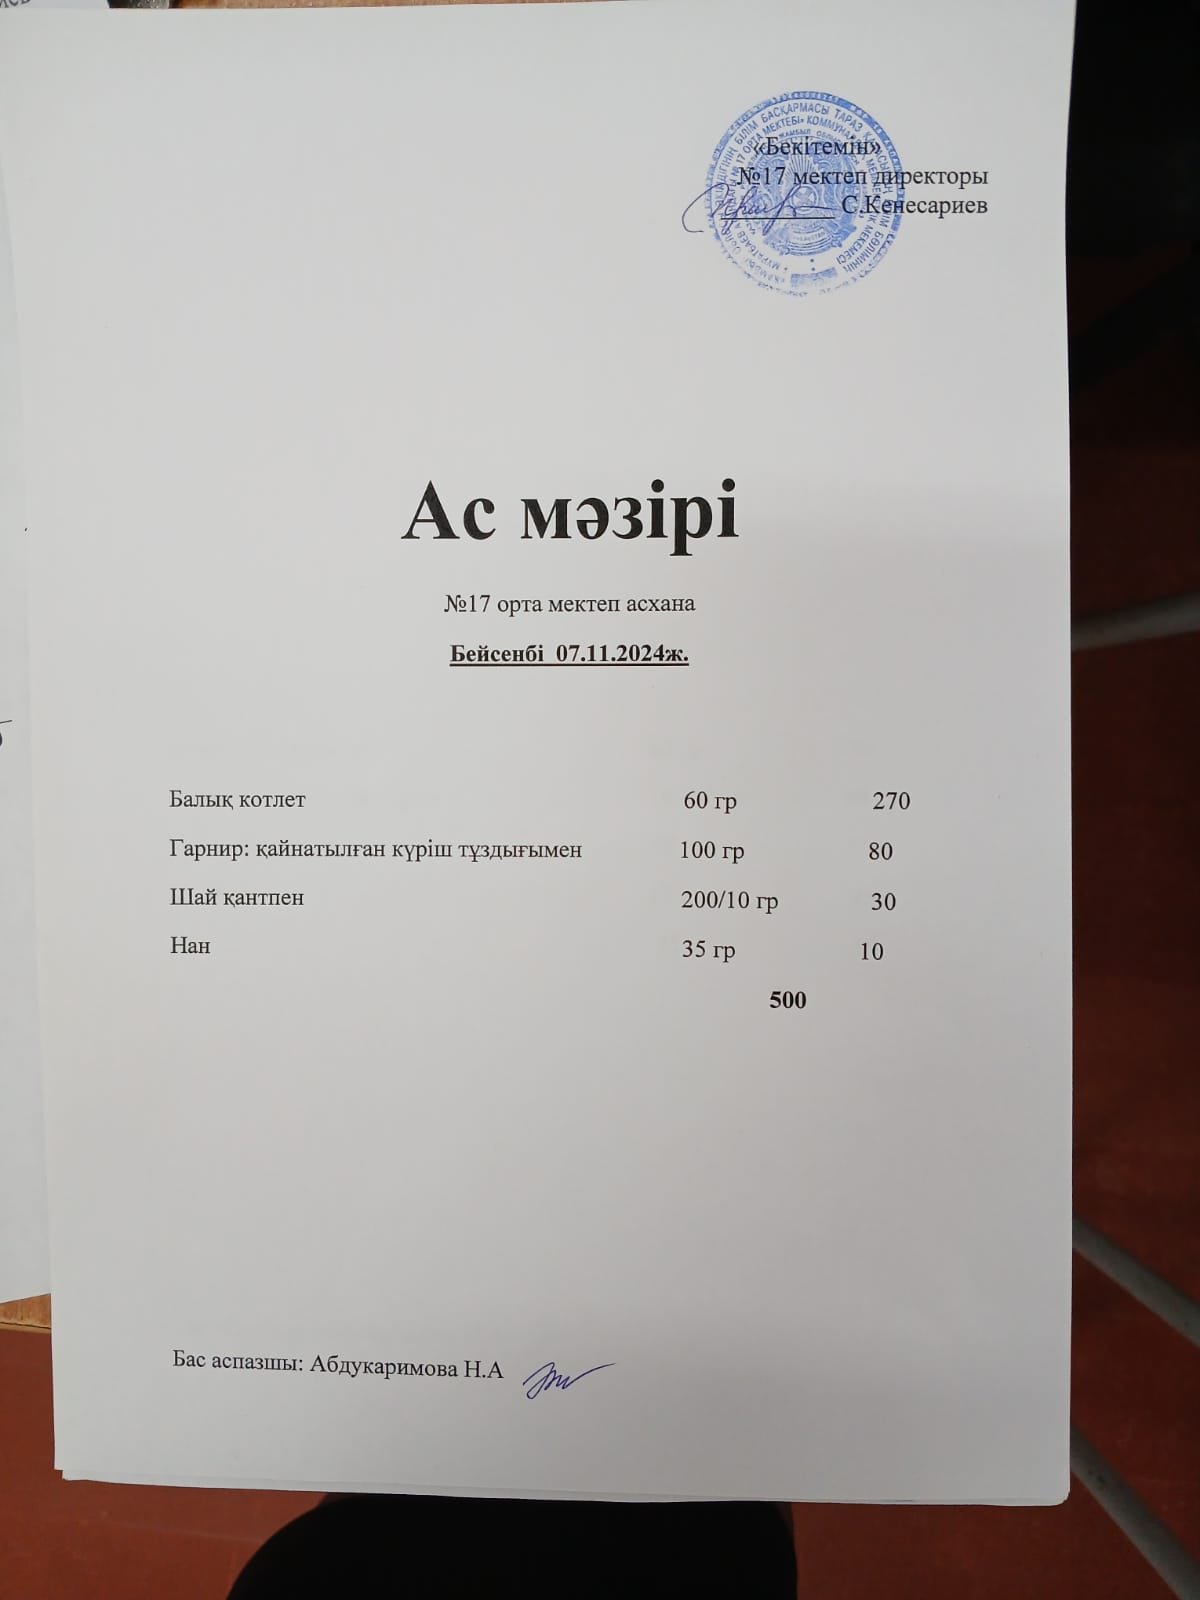 «Бекітемін»
№17 мектеп директоры
С.Кенесариев
Ас мәзірі
№17 орта мектеп асхана
Бейсенбі 07.11.2024ж.
Балық котлет 60 гр 270
Гарнир: қайнатылған күріш тұздығымен 100 гр 80
Шай қантпен 200/10 гр 30
Нан 35 гр 10
500
Бас аспазшы: Абдукаримова Н.А